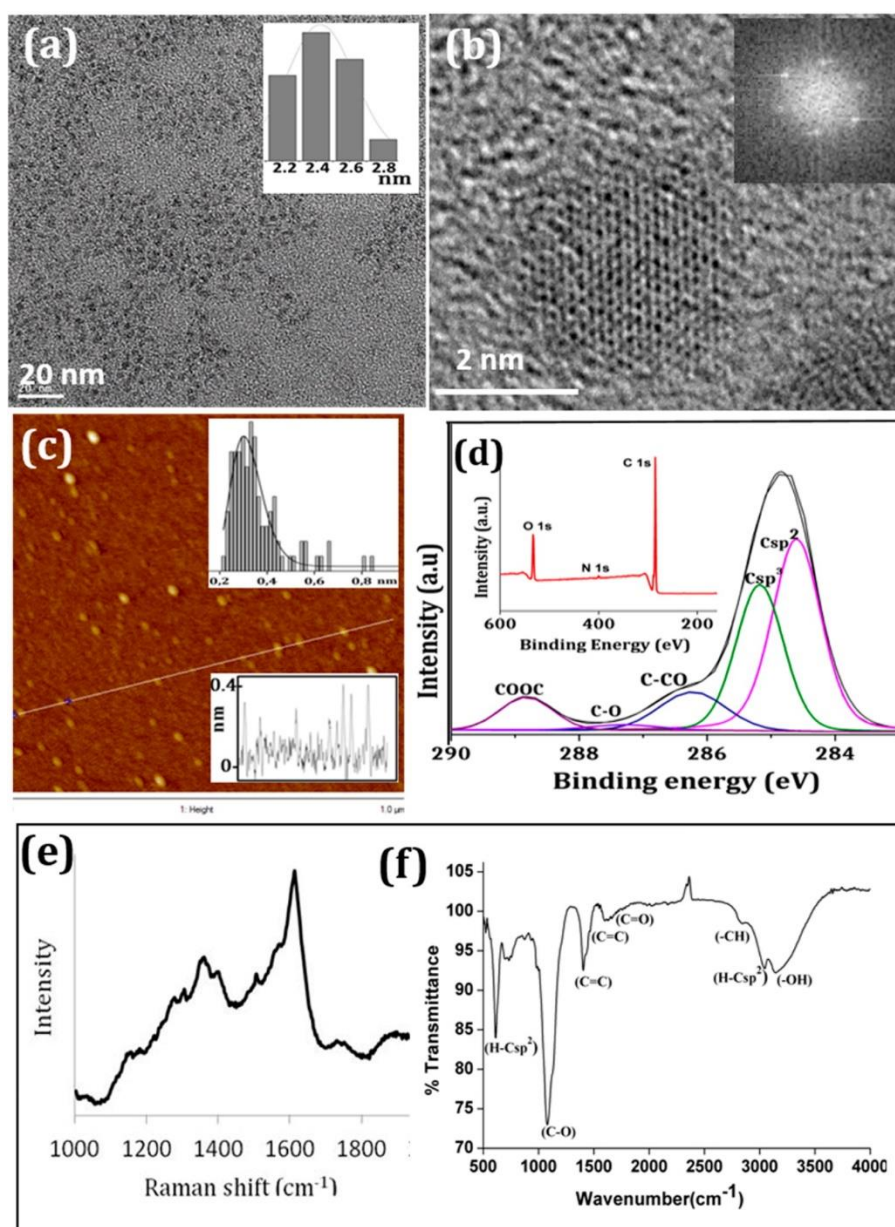 (a)
2.2 2.4 2.6 2.8
nm
20 nm
20 nm
(b)
2 nm
(c)
0,2 0,4 0,6 0,8 nm
0.4
nm
0
1: Height 1.0 µm
(d)
Intensity (a.u)
Intensity (a.u.)
C 1s
O 1s
N 1s
600 400 200
Binding Energy (eV)
Csp²
Csp³
C-CO
C-O
COOC
290 288 286 284
Binding energy (eV)
(e)
Intensity
1000 1200 1400 1600 1800
Raman shift (cm⁻¹)
(f)
% Transmittance
105
100
95
90
85
80
75
70
(C=O)
(C=C)
(C=C)
(-CH)
(H-Csp²)
(-OH)
(H-Csp²)
(C-O)
500 1000 1500 2000 2500 3000 3500 4000
Wavenumber(cm⁻¹)